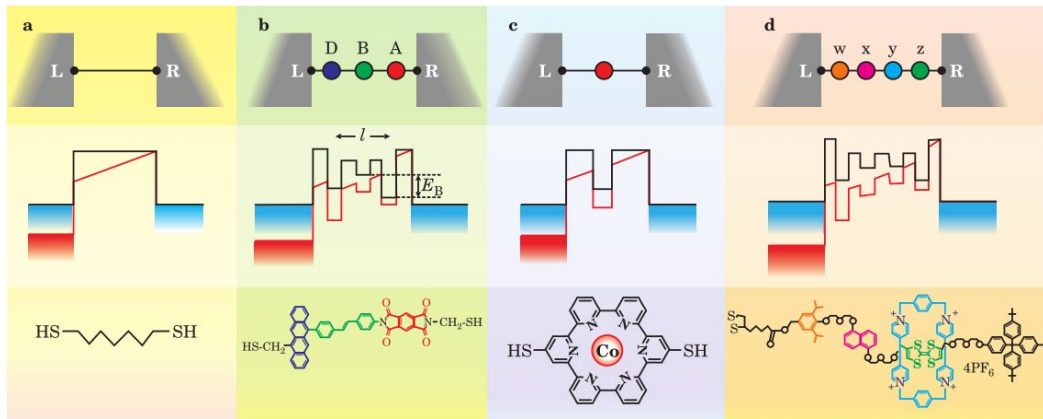 a
L R
b
D B A
L R
c
L R
d
w x y z
L R
l
E_B
HS SH
HS-CH₂
N
O O
O O
N-CH₂-SH
HS SH
N N
N Co N
N N
S
S
O
O
O
O
N⁺ N⁺
S S
S S
N⁺ N⁺
4PF₆